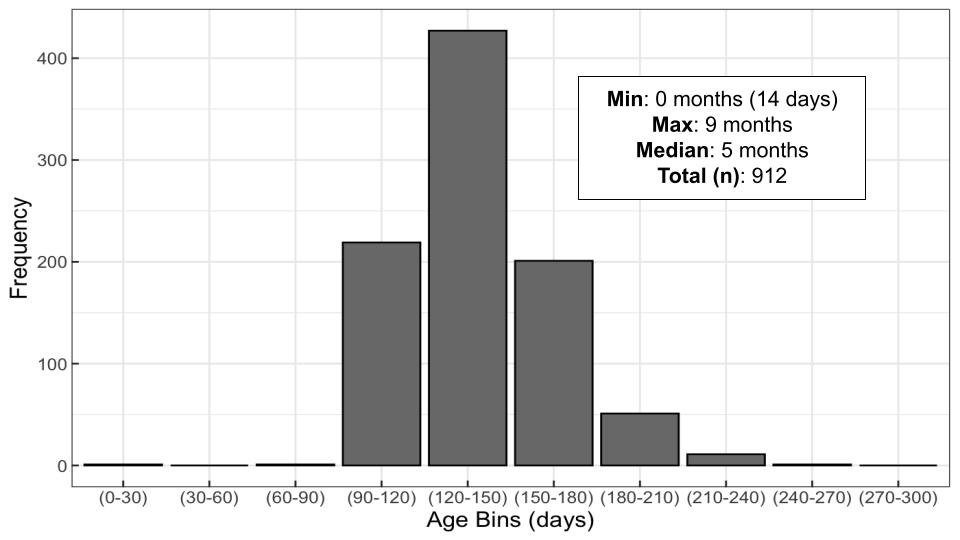 400
300
200
100
0
Frequency
Min: 0 months (14 days)
Max: 9 months
Median: 5 months
Total (n): 912
(0-30) (30-60) (60-90) (90-120) (120-150) (150-180) (180-210) (210-240) (240-270) (270-300)
Age Bins (days)